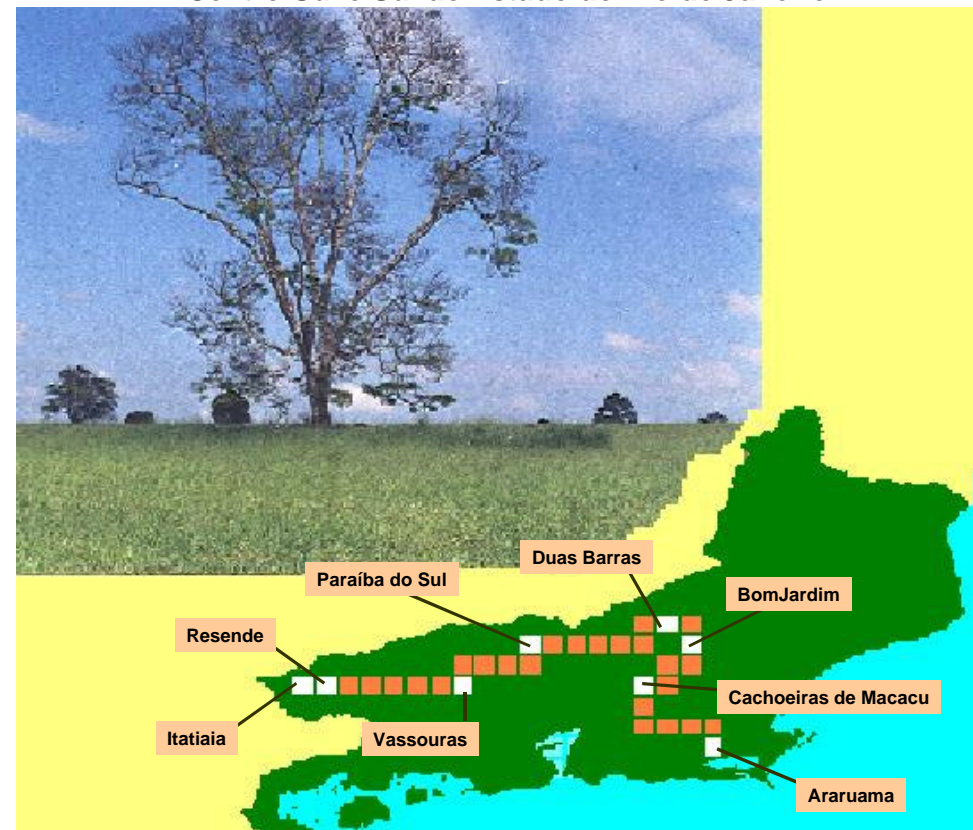 Duas Barras
Paraíba do Sul
BomJardim
Resende
Cachoeiras de Macacu
Itatiaia
Vassouras
Araruama